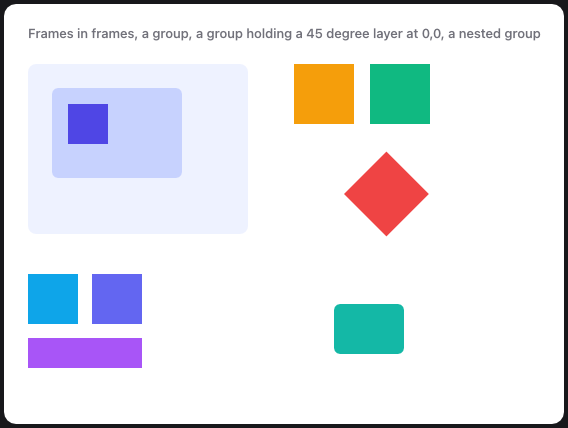 Frames in frames, a group, a group holding a 45 degree layer at 0,0, a nested group